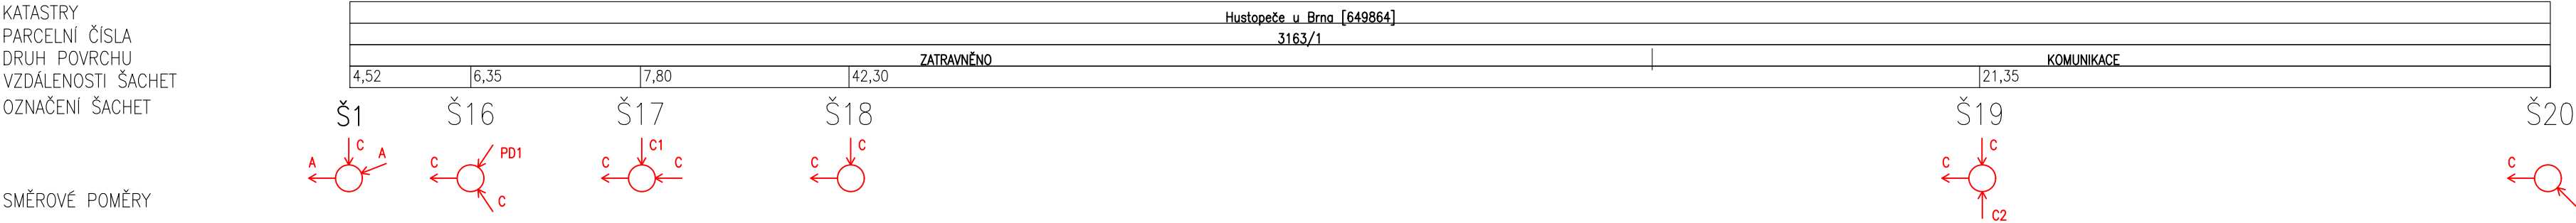 KATASTRY
Hustopeče u Brna [649864]
PARCELNÍ ČÍSLA
3163/1
DRUH POVRCHU
ZATRAVNĚNO KOMUNIKACE
VZDÁLENOSTI ŠACHET
4,52 6,35 7,80 42,30 21,35
OZNAČENÍ ŠACHET
Š1 Š16 Š17 Š18 Š19 Š20
C C1 C C
A A C PD1 C C C C C
C
C2
SMĚROVÉ POMĚRY